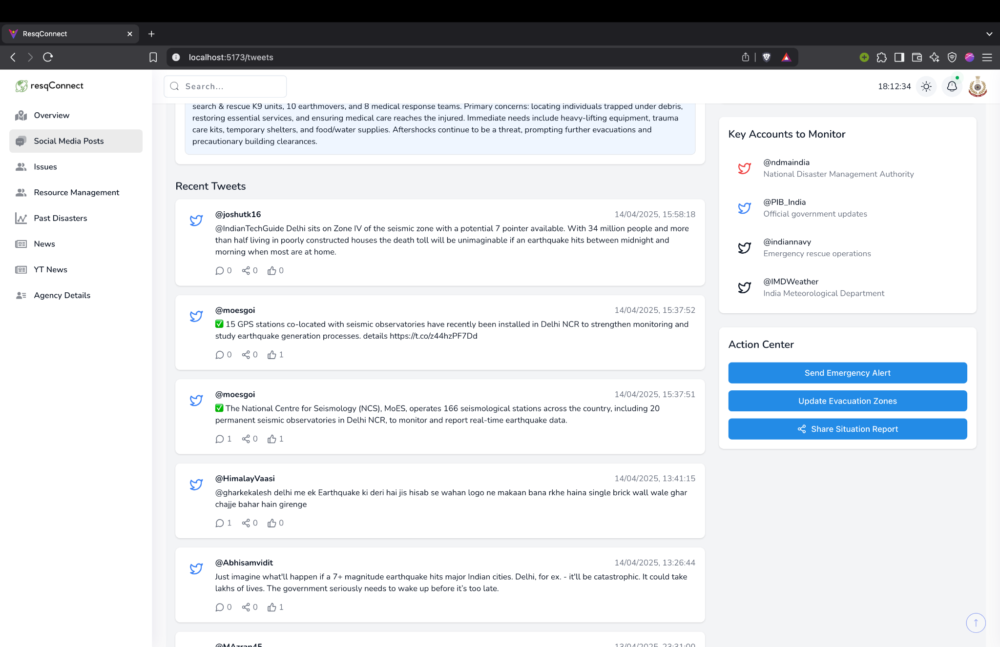 ResqConnect
localhost:5173/tweets
resqConnect
Search...
18:12:34
Overview
Social Media Posts
Issues
Resource Management
Past Disasters
News
YT News
Agency Details
search & rescue K9 units, 10 earthmovers, and 8 medical response teams. Primary concerns: locating individuals trapped under debris,
restoring essential services, and ensuring medical care reaches the injured. Immediate needs include heavy-lifting equipment, trauma
care kits, temporary shelters, and food/water supplies. Aftershocks continue to be a threat, prompting further evacuations and
precautionary building clearances.
Recent Tweets
@joshutk16 14/04/2025, 15:58:18
@IndianTechGuide Delhi sits on Zone IV of the seismic zone with a potential 7 pointer available. With 34 million people and more
than half living in poorly constructed houses the death toll will be unimaginable if an earthquake hits between midnight and
morning when most are at home.
0 0 0
@moesgoi 14/04/2025, 15:37:52
✅ 15 GPS stations co-located with seismic observatories have recently been installed in Delhi NCR to strengthen monitoring and
study earthquake generation processes. details https://t.co/z44hzPF7Dd
0 0 1
@moesgoi 14/04/2025, 15:37:51
✅ The National Centre for Seismology (NCS), MoES, operates 166 seismological stations across the country, including 20
permanent seismic observatories in Delhi NCR, to monitor and report real-time earthquake data.
1 0 1
@HimalayVaasi 14/04/2025, 13:41:15
@gharkekalesh delhi me ek Earthquake ki deri hai jis hisab se wahan logo ne makaan bana rkhe haina single brick wall wale ghar
chajje bahar hain girenge
1 0 0
@Abhisamvidit 14/04/2025, 13:26:44
Just imagine what'll happen if a 7+ magnitude earthquake hits major Indian cities. Delhi, for ex. - it'll be catastrophic. It could take
lakhs of lives. The government seriously needs to wake up before it’s too late.
0 0 1
@MAzran45 13/04/2025, 23:31:00
Key Accounts to Monitor
@ndmaindia
National Disaster Management Authority
@PIB_India
Official government updates
@indiannavy
Emergency rescue operations
@IMDWeather
India Meteorological Department
Action Center
Send Emergency Alert
Update Evacuation Zones
Share Situation Report